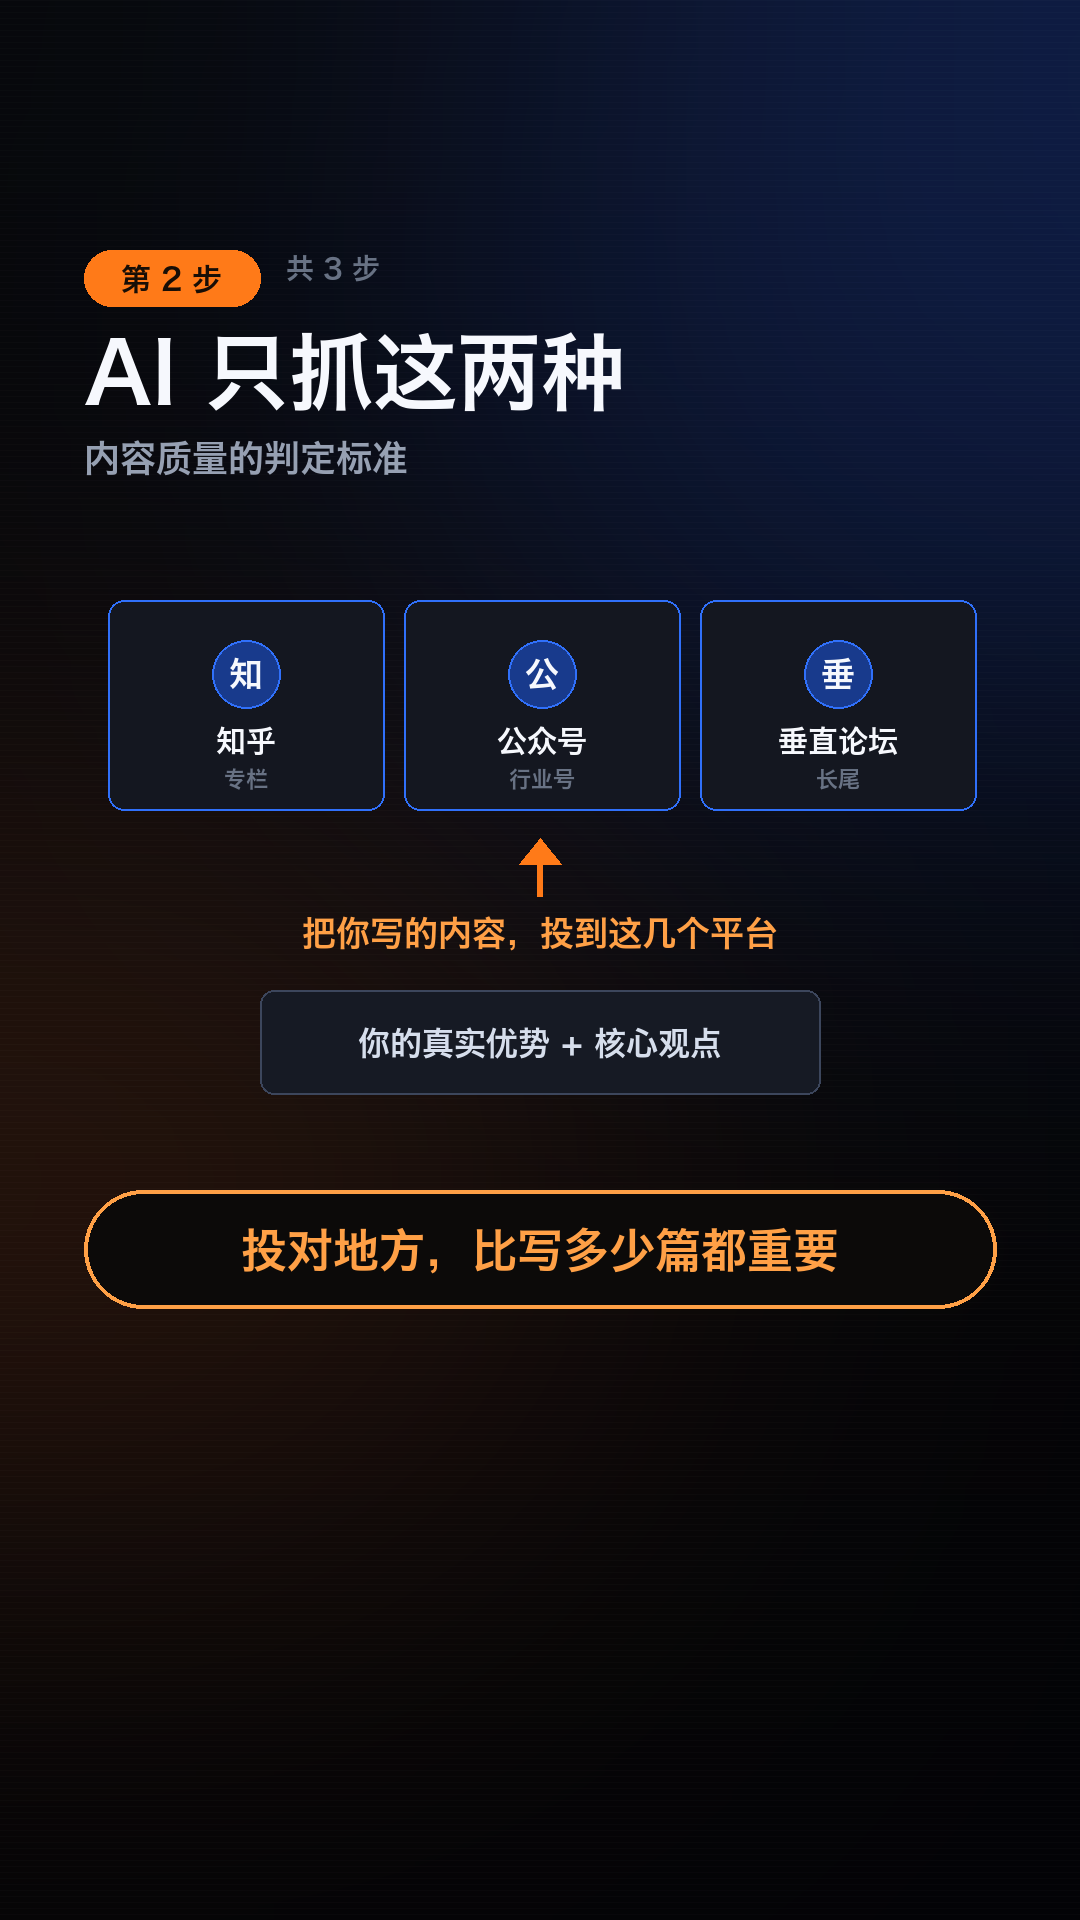 第 2 步
共 3 步
AI 只抓这两种
内容质量的判定标准
知
公
垂
知乎
公众号
垂直论坛
专栏
行业号
长尾
把你写的内容，投到这几个平台
你的真实优势 + 核心观点
投对地方，比写多少篇都重要